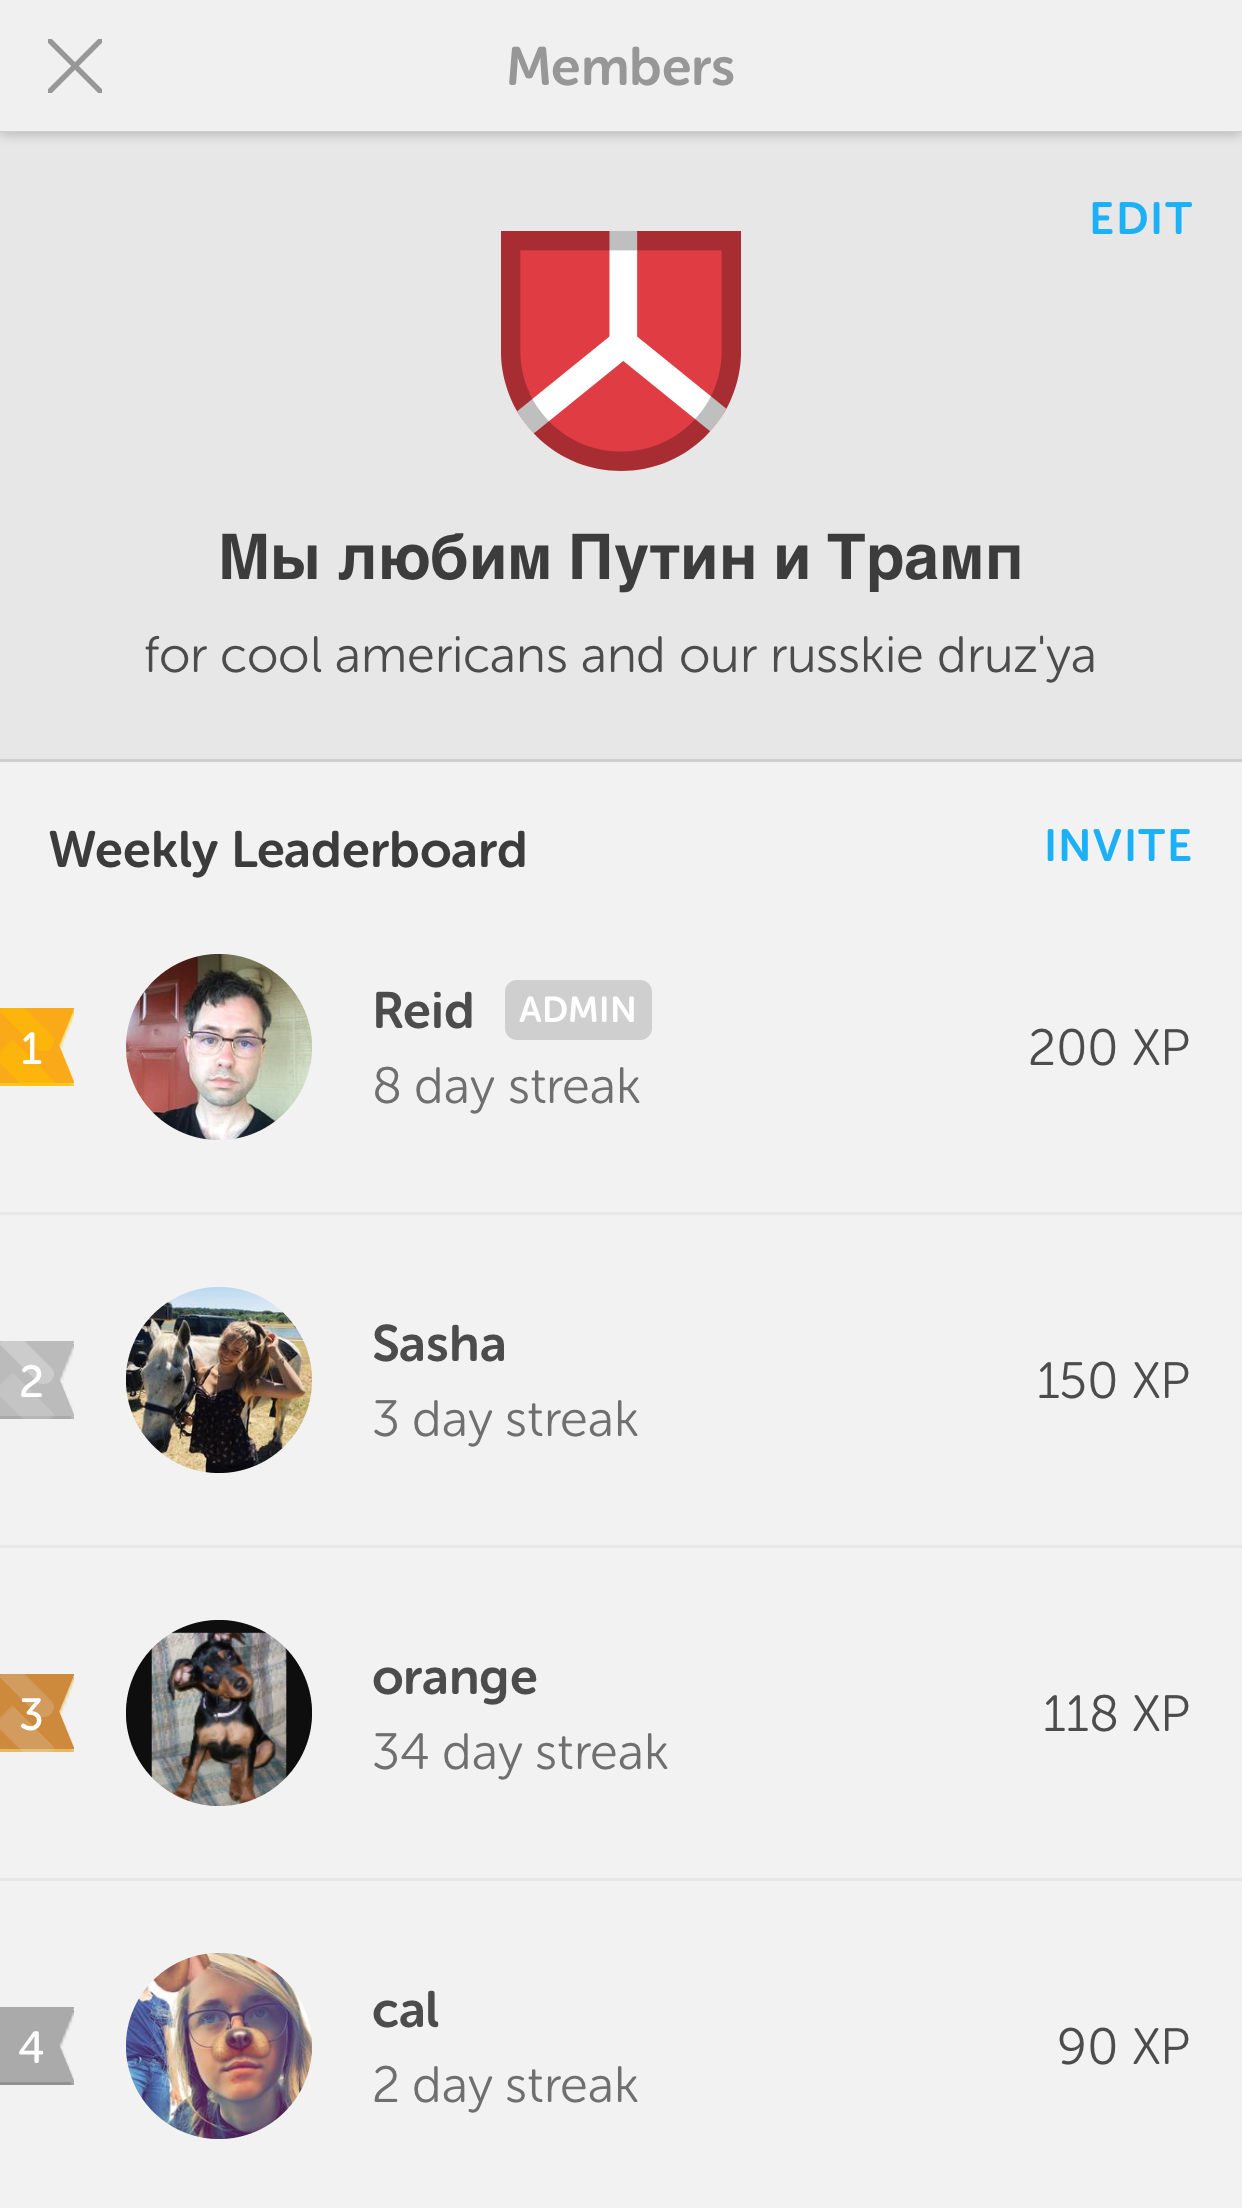 Members
EDIT
Мы любим Путин и Трамп
for cool americans and our russkie druz'ya
Weekly Leaderboard
INVITE
1
Reid ADMIN
8 day streak
200 XP
2
Sasha
3 day streak
150 XP
3
orange
34 day streak
118 XP
4
cal
2 day streak
90 XP